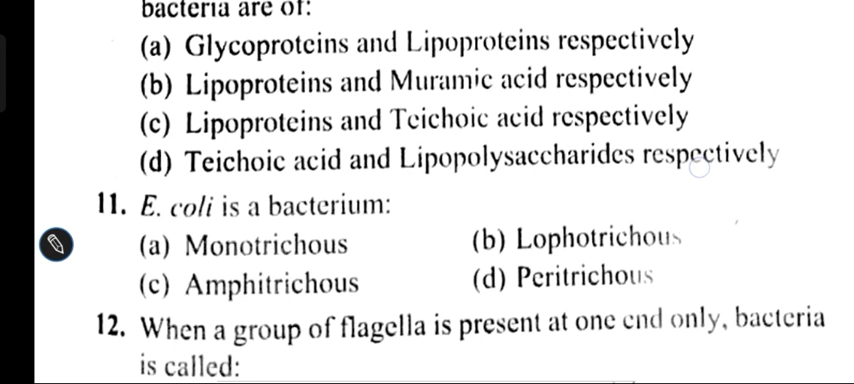 bacteria are of:
(a) Glycoproteins and Lipoproteins respectively
(b) Lipoproteins and Muramic acid respectively
(c) Lipoproteins and Teichoic acid respectively
(d) Teichoic acid and Lipopolysaccharides respectively
11. E. coli is a bacterium:
(a) Monotrichous (b) Lophotrichous
(c) Amphitrichous (d) Peritrichous
12. When a group of flagella is present at one end only, bacteria
is called: